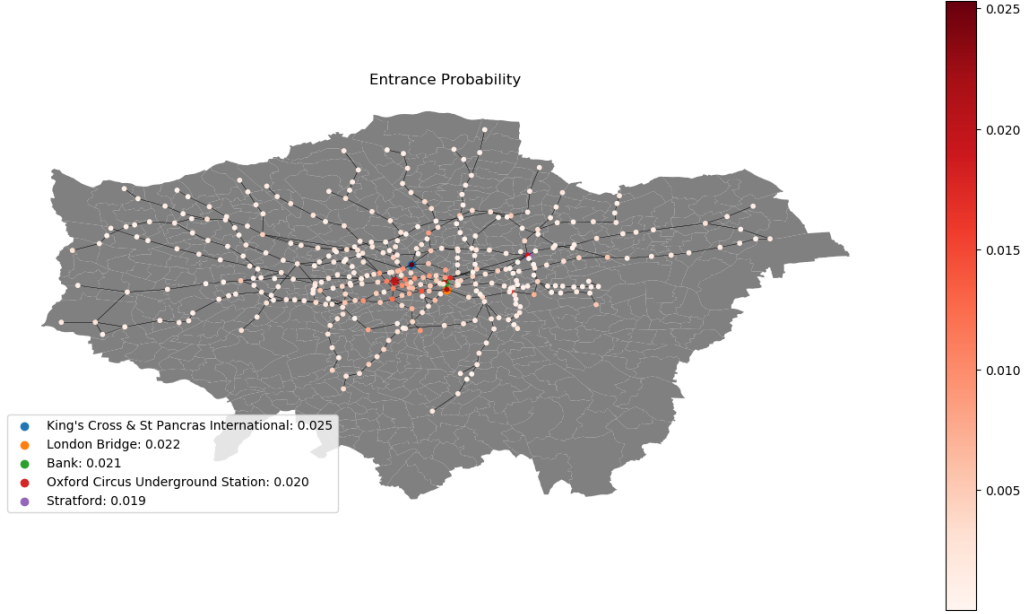 Entrance Probability
King's Cross & St Pancras International: 0.025
London Bridge: 0.022
Bank: 0.021
Oxford Circus Underground Station: 0.020
Stratford: 0.019
0.025
0.020
0.015
0.010
0.005